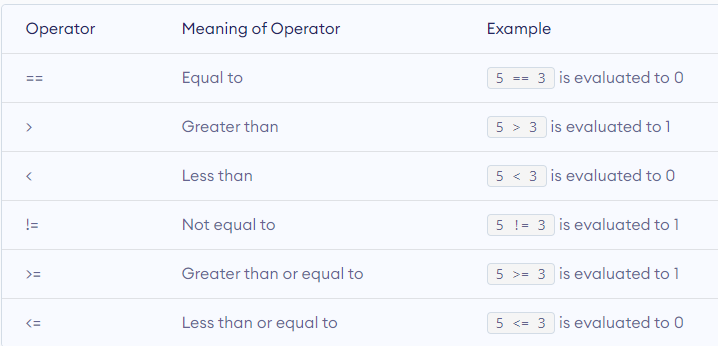 Operator Meaning of Operator Example
== Equal to 5 == 3 is evaluated to 0
> Greater than 5 > 3 is evaluated to 1
< Less than 5 < 3 is evaluated to 0
!= Not equal to 5 != 3 is evaluated to 1
>= Greater than or equal to 5 >= 3 is evaluated to 1
<= Less than or equal to 5 <= 3 is evaluated to 0